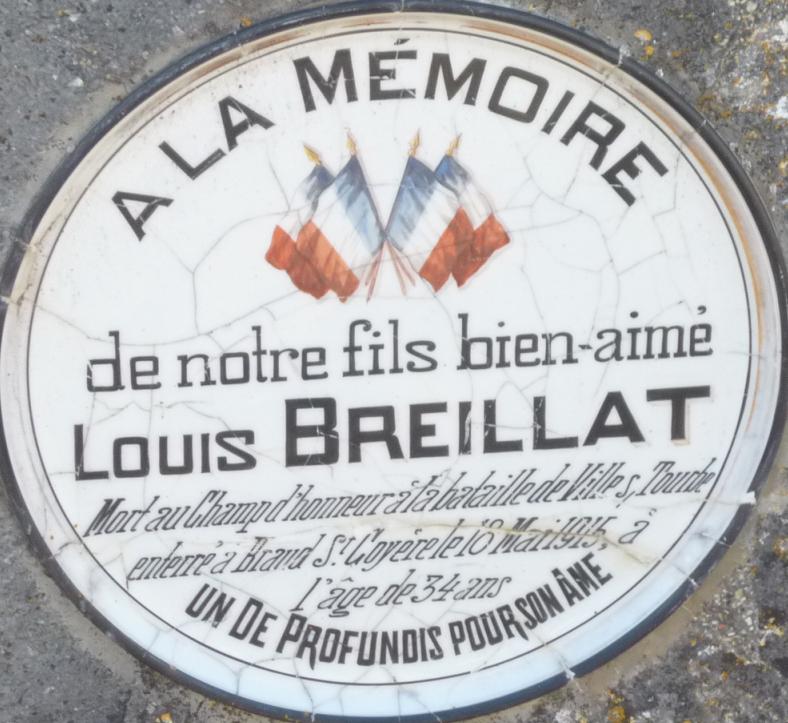 A LA MÉMOIRE
de notre fils bien-aimé
LOUIS BREILLAT
Mort au Champ d'honneur à la bataille de Ville s, Tourbe
enterré a Braud St Coyère le 18 Mai 1915, à
l'âge de 34 ans
UN DE PROFUNDIS POUR SON ÂME